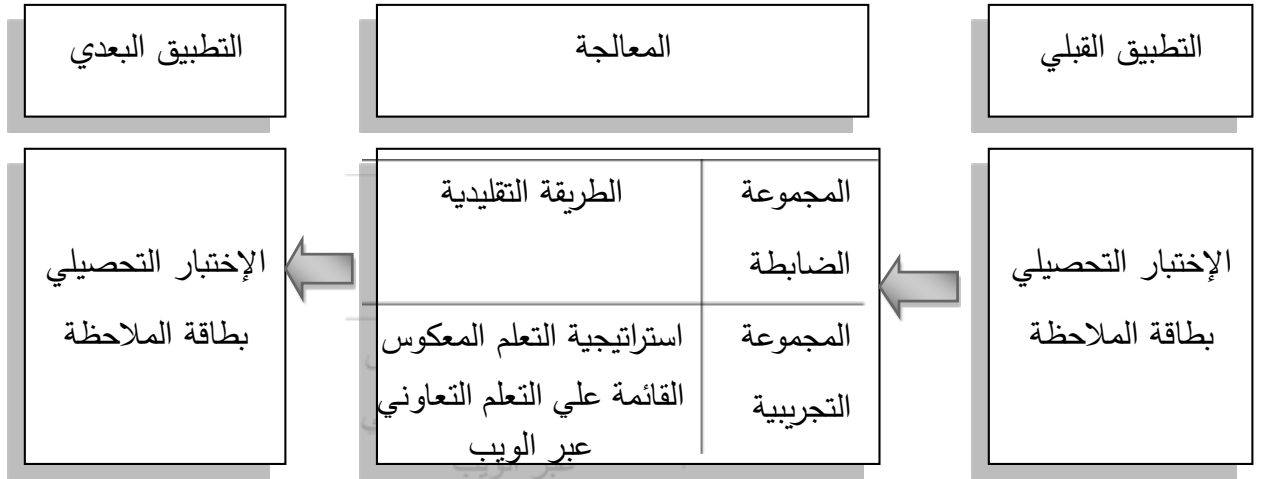 التطبيق القبلي
المعالجة
التطبيق البعدي
الإختبار التحصيلي
بطاقة الملاحظة
المجموعة
الضابطة
الطريقة التقليدية
المجموعة
التجريبية
استراتيجية التعلم المعكوس
القائمة علي التعلم التعاوني
عبر الويب
الإختبار التحصيلي
بطاقة الملاحظة